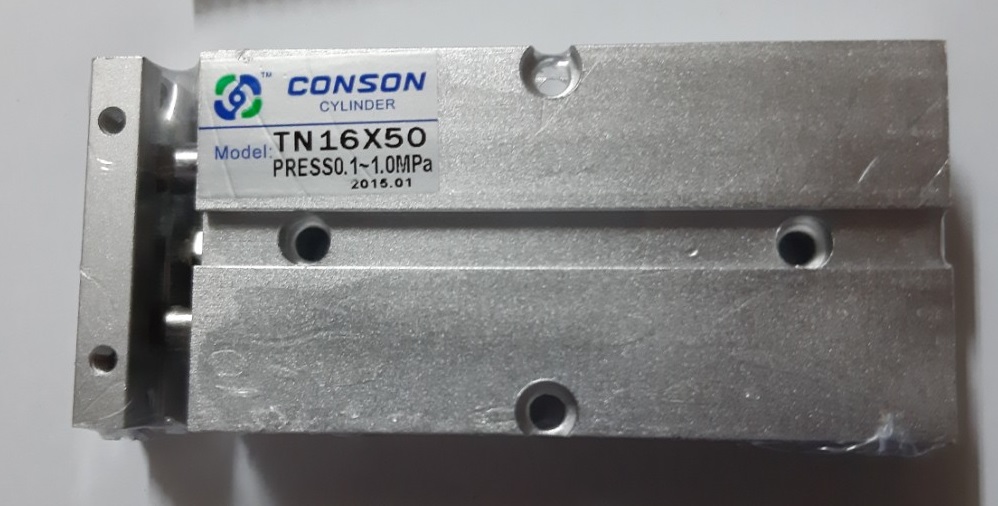 ™ CONSON
CYLINDER
Model: TN16X50
PRESS0.1~1.0MPa
2015.01